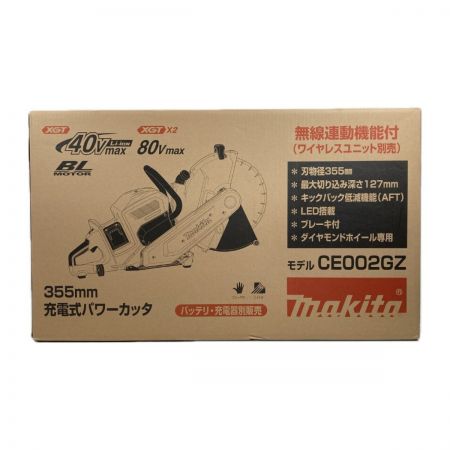 XGT
40Vmax Li-ion
XGT X2
80Vmax
BL
MOTOR
無線連動機能付
(ワイヤレスユニット別売)
＊刃物径355mm
＊最大切り込み深さ127mm
＊キックバック低減機能(AFT)
＊LED搭載
＊ブレーキ付
＊ダイヤモンドホイール専用
モデル CE002GZ
355mm
充電式パワーカッタ
バッテリ・充電器別販売
makita®